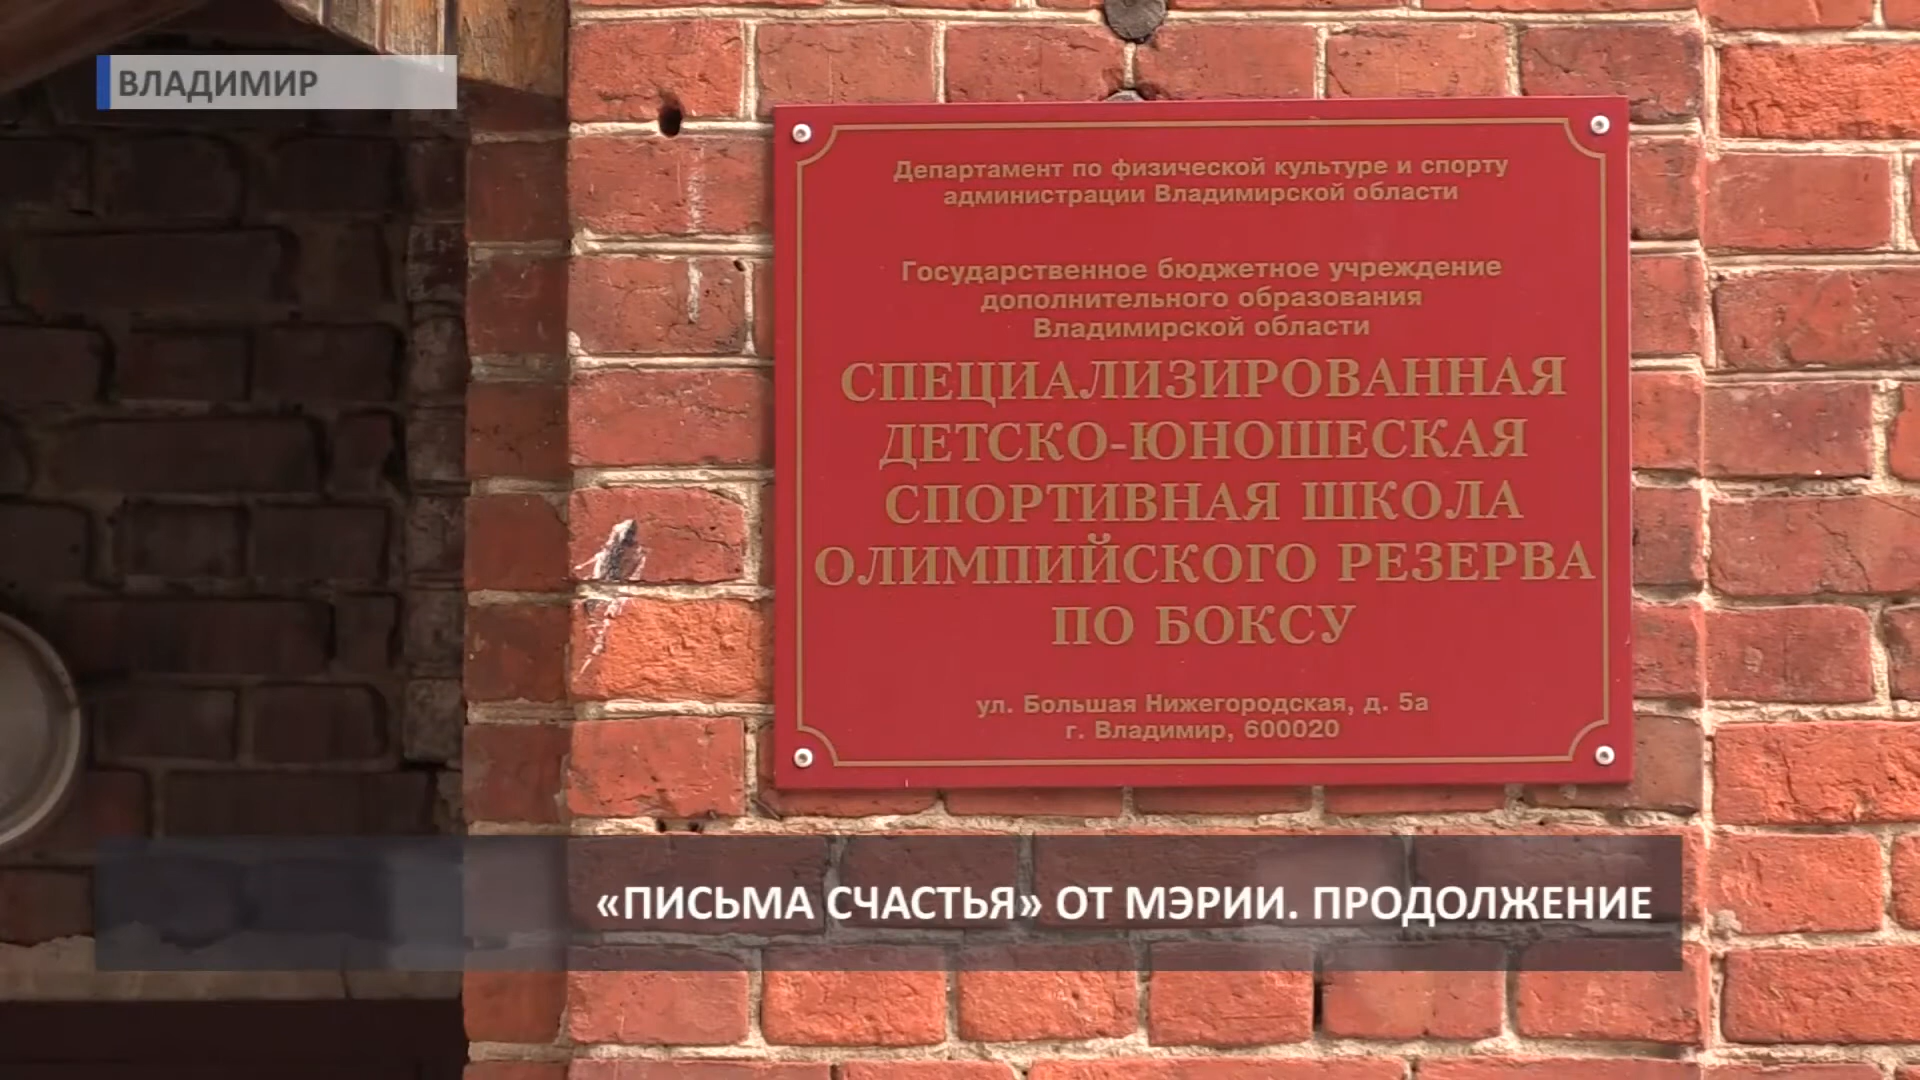 ВЛАДИМИР
Департамент по физической культуре и спорту
администрации Владимирской области
Государственное бюджетное учреждение
дополнительного образования
Владимирской области
СПЕЦИАЛИЗИРОВАННАЯ
ДЕТСКО-ЮНОШЕСКАЯ
СПОРТИВНАЯ ШКОЛА
ОЛИМПИЙСКОГО РЕЗЕРВА
ПО БОКСУ
ул. Большая Нижегородская, д. 5а
г. Владимир, 600020
«ПИСЬМА СЧАСТЬЯ» ОТ МЭРИИ. ПРОДОЛЖЕНИЕ